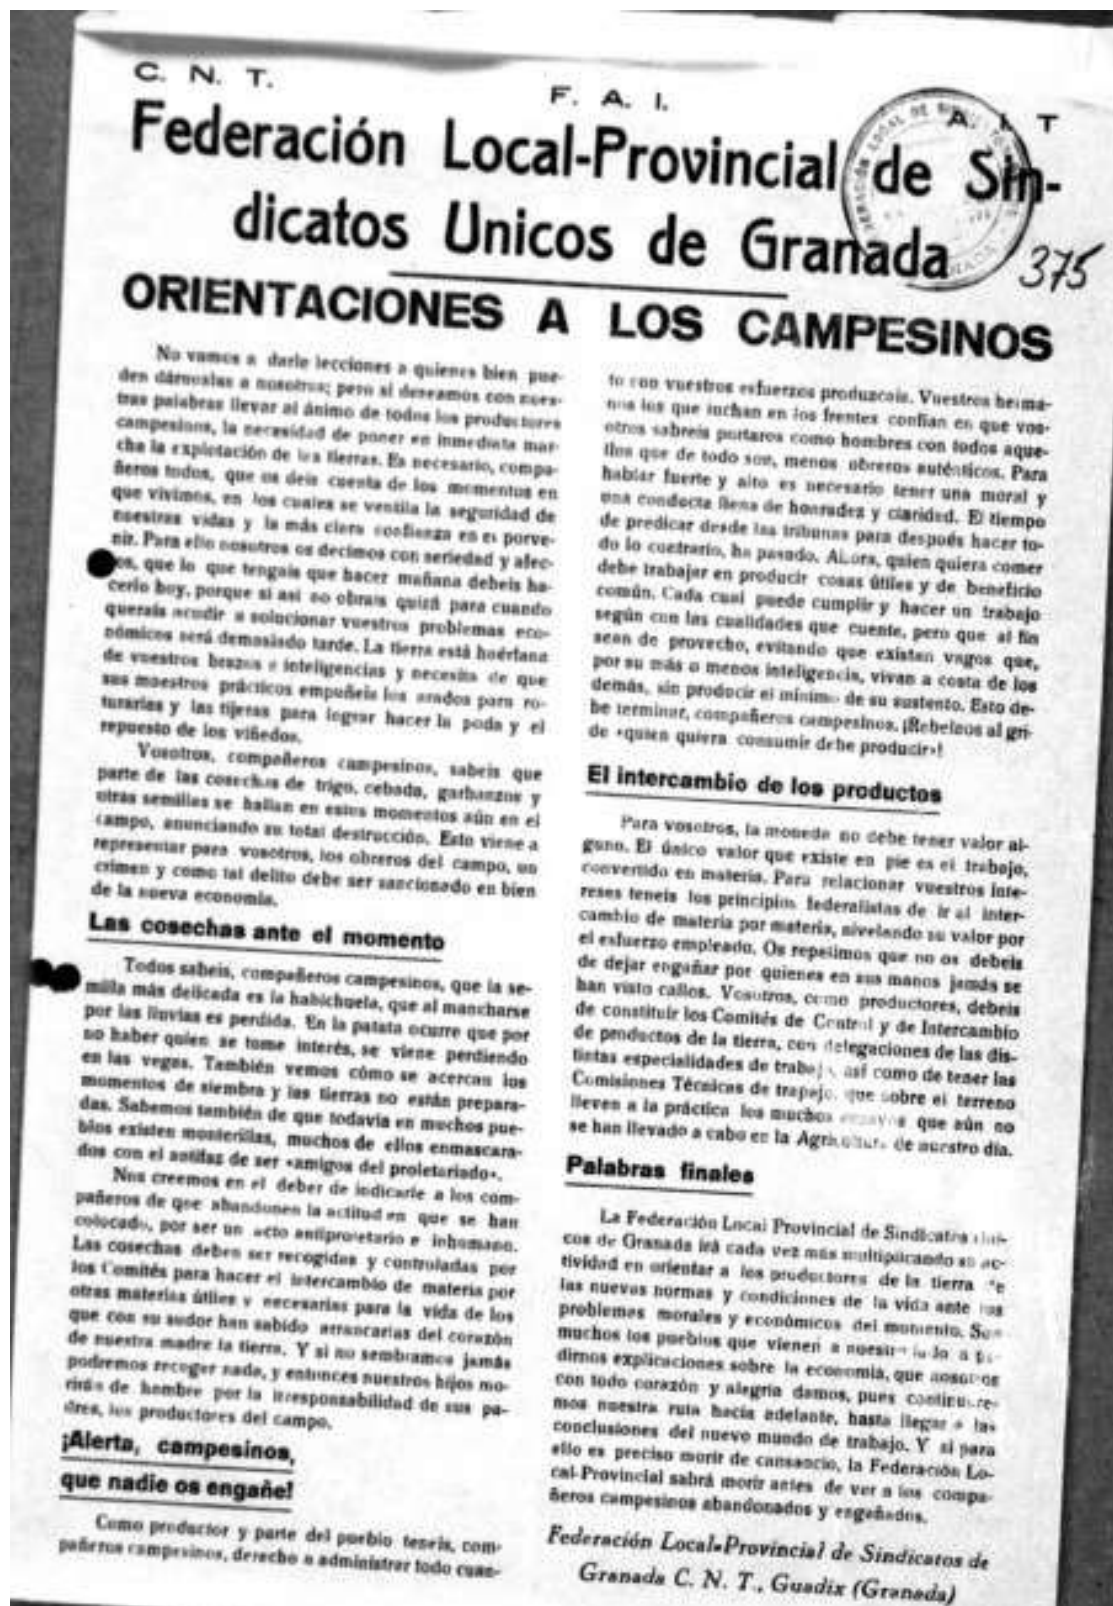 C. N. T.
F. A. I.
A. I. T
Federación Local-Provincial de Sin-
dicatos Unicos de Granada
375
ORIENTACIONES A LOS CAMPESINOS
No vamos a darle lecciones a quienes bien pue-
den dárnoslas a nosotros; pero si deseamos con nues-
tras palabras llevar al ánimo de todos los productores
campesinos, la necesidad de poner en inmediata mar-
cha la explotación de las tierras. Es necesario, compa-
ñeros todos, que os deis cuenta de los momentos en
que vivimos, en los cuales se ventila la seguridad de
nuestras vidas y la más clara confianza en el porve-
nir. Para ello nosotros os decimos con seriedad y afec-
os, que lo que tengais que hacer mañana debeis ha-
cerlo hoy, porque si asi no obrais quizá para cuando
querais acudir a solucionar vuestros problemas eco-
nómicos será demasiado tarde. La tierra está huérfana
de vuestros brazos e inteligencias y necesita de que
sus maestros prácticos empuñeis los arados para ro-
turarlas y las tijeras para lograr hacer la poda y el
repuesto de los viñedos.
Vosotros, compañeros campesinos, sabeis que
parte de las cosechas de trigo, cebada, garbanzos y
otras semillas se hallan en estos momentos aún en el
campo, anunciando su total destrucción. Esto viene a
representar para vosotros, los obreros del campo, un
crimen y como tal delito debe ser sancionado en bien
de la nueva economía.
Las cosechas ante el momento
Todos sabeis, compañeros campesinos, que la se-
milla más delicada es la habichuela, que al mancharse
por las lluvias es perdida. En la patata ocurre que por
no haber quien se tome interés, se viene perdiendo
en las vegas. También vemos cómo se acercan los
momentos de siembra y las tierras no están prepara-
das. Sabemos también de que todavia en muchos pue-
blos existen monterillas, muchos de ellos enmascara-
dos con el antifaz de ser «amigos del proletariado».
Nos creemos en el deber de indicarle a los com-
pañeros de que abandonen la actitud en que se han
colocado, por ser un acto antiproletario e inhumano.
Las cosechas deben ser recogidas y controladas por
los Comités para hacer el intercambio de materia por
otras materias útiles y necesarias para la vida de los
que con su sudor han sabido arrancarlas del corazón
de nuestra madre la tierra. Y si no sembramos jamás
podremos recoger nada, y entonces nuestros hijos mo-
rirán de hambre por la irresponsabilidad de sus pa-
dres, los productores del campo.
¡Alerta, campesinos,
que nadie os engañe!
Como productor y parte del pueblo teneis, com-
pañeros campesinos, derecho a administrar todo cuan-
to con vuestros esfuerzos produzcais. Vuestros herma-
nos los que luchan en los frentes confían en que vos-
otros sabreis portaros como hombres con todos aque-
llos que de todo son, menos obreros auténticos. Para
hablar fuerte y alto es necesario tener una moral y
una conducta llena de honradez y claridad. El tiempo
de predicar desde las tribunas para después hacer to-
do lo contrario, ha pasado. Ahora, quien quiera comer
debe trabajar en producir cosas útiles y de beneficio
común. Cada cual puede cumplir y hacer un trabajo
según con las cualidades que cuente, pero que al fin
sean de provecho, evitando que existan vagos que,
por su más o menos inteligencia, vivan a costa de los
demás, sin producir el mínimo de su sustento. Esto de-
be terminar, compañeros campesinos. ¡Rebelaos al gri-
de «quien quiera consumir debe producir»!
El intercambio de los productos
Para vosotros, la moneda no debe tener valor al-
guno. El único valor que existe en pie es el trabajo,
convertido en materia. Para relacionar vuestros inte-
reses teneis los principios federalistas de ir al inter-
cambio de materia por materia, nivelando su valor por
el esfuerzo empleado. Os repetimos que no os debeis
de dejar engañar por quienes en sus manos jamás se
han visto callos. Vosotros, como productores, debeis
de constituir los Comités de Control y de Intercambio
de productos de la tierra, con delegaciones de las dis-
tintas especialidades de trabajo, así como de tener las
Comisiones Técnicas de trapajo, que sobre el terreno
lleven a la práctica los muchos ensayos que aún no
se han llevado a cabo en la Agricultura de nuestro día.
Palabras finales
La Federación Local Provincial de Sindicatos Uni-
cos de Granada irá cada vez más multiplicando su ac-
tividad en orientar a los productores de la tierra de
las nuevas normas y condiciones de la vida ante los
problemas morales y económicos del momento. Son
muchos los pueblos que vienen a nuestro lado a pe-
dirnos explicaciones sobre la economía, que nosotros
con todo corazón y alegría damos, pues continuare-
mos nuestra ruta hacia adelante, hasta llegar a las
conclusiones del nuevo mundo de trabajo. Y si para
ello es preciso morir de cansancio, la Federación Lo-
cal-Provincial sabrá morir antes de ver a los compa-
ñeros campesinos abandonados y engañados.
Federación Local-Provincial de Sindicatos de
Granada C. N. T., Guadix (Granada)